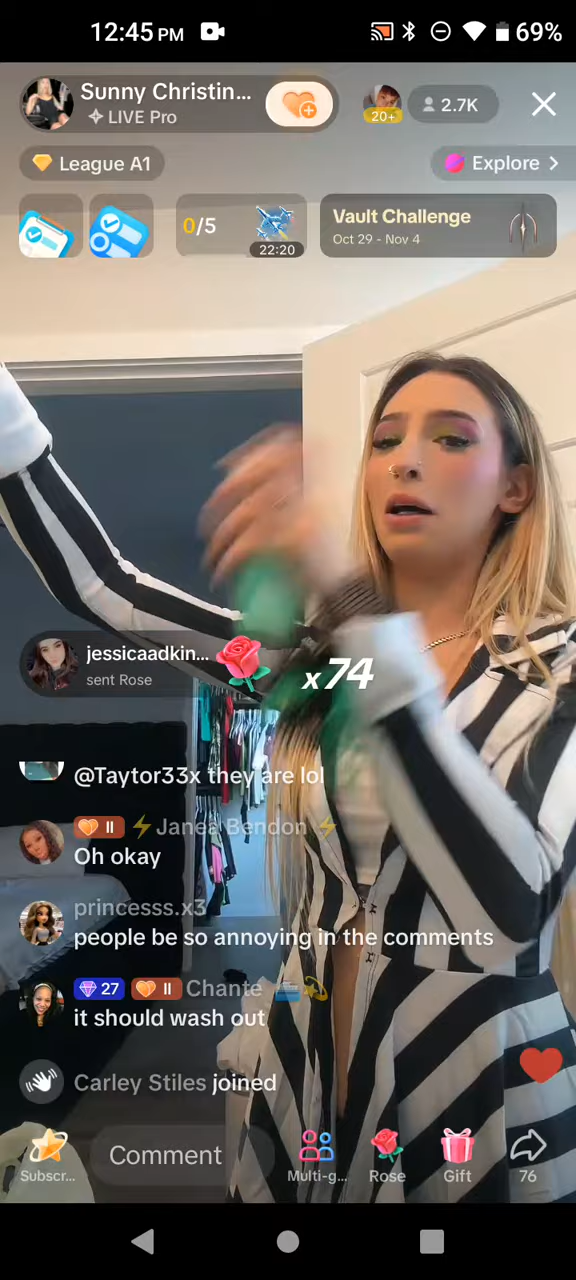 12:45 PM
69%
Sunny Christin...
LIVE Pro
20+
2.7K
League A1
Explore >
0/5
22:20
Vault Challenge
Oct 29 - Nov 4
jessicaadkin...
sent Rose
x74
@Taytor33x they are lol
II ⚡Janea Bendon ⚡
Oh okay
princesss.x3
people be so annoying in the comments
27 II Chante
it should wash out
Carley Stiles joined
Comment
Subscr...
Multi-g...
Rose
Gift
76